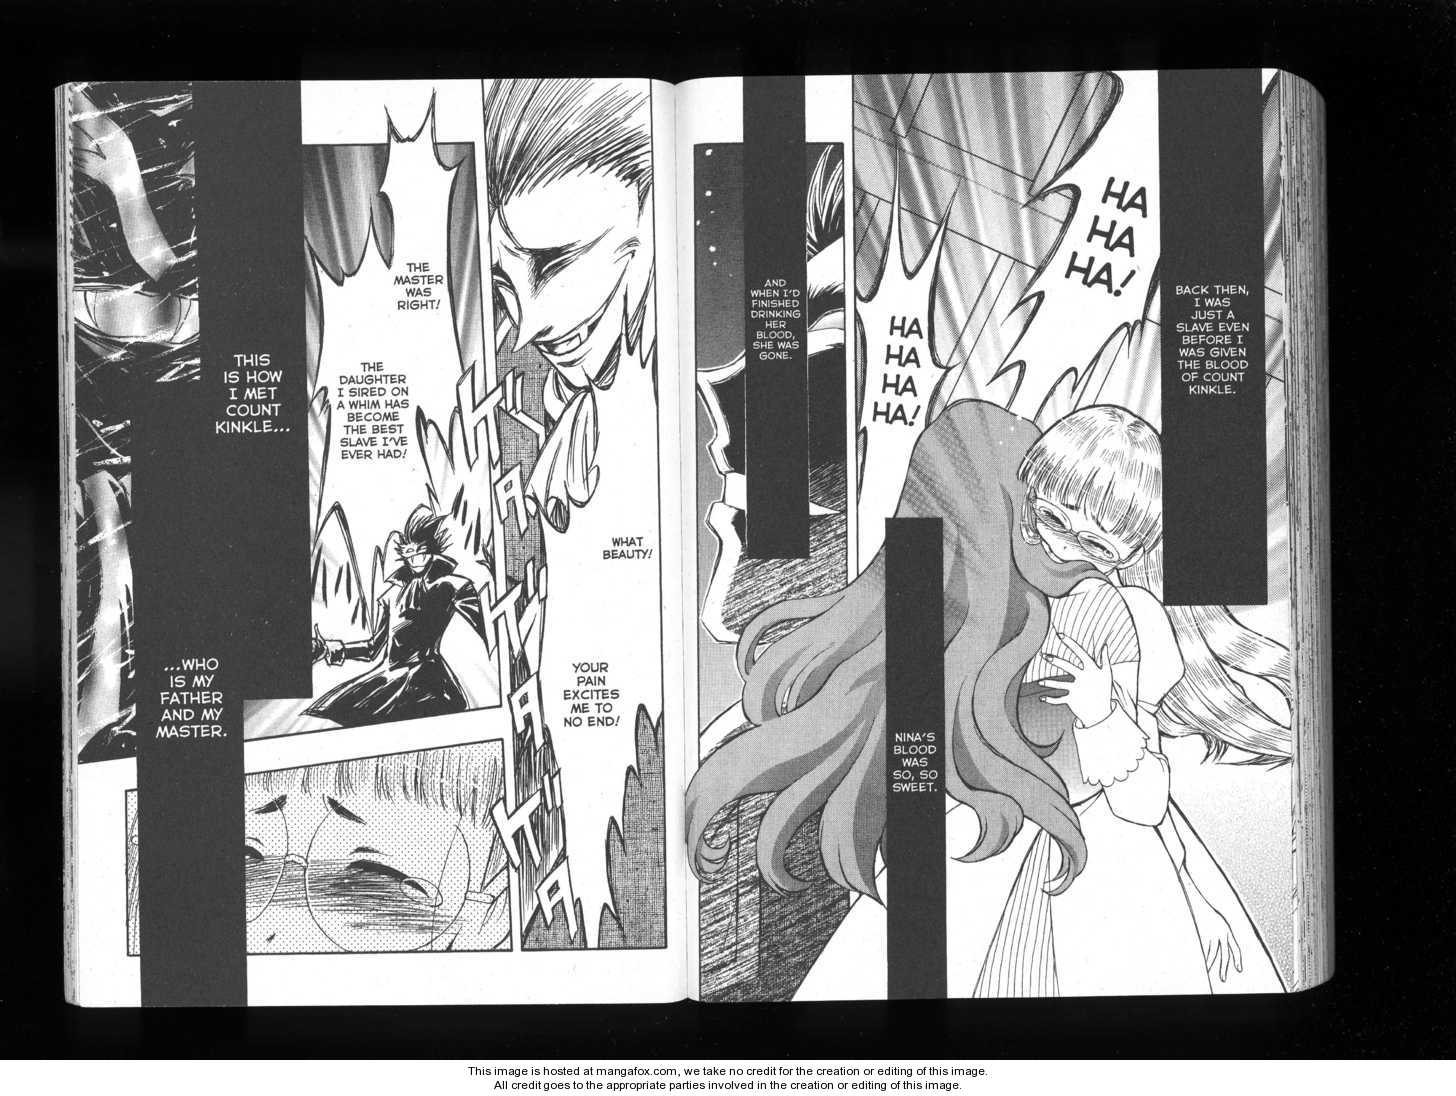 BACK THEN,
I WAS
JUST A
SLAVE EVEN
BEFORE I
WAS GIVEN
THE BLOOD
OF COUNT
KINKLE.
HA
HA
HA!
HA
HA
HA
HA!
NINA'S
BLOOD
WAS
SO, SO
SWEET.
AND
WHEN I'D
FINISHED
DRINKING
HER
BLOOD,
SHE WAS
GONE.
WHAT
BEAUTY!
YOUR
PAIN
EXCITES
ME TO
NO END!
THE
MASTER
WAS
RIGHT!
THE
DAUGHTER
I SIRED ON
A WHIM HAS
BECOME
THE BEST
SLAVE I'VE
EVER HAD!
THIS
IS HOW
I MET
COUNT
KINKLE...
...WHO
IS MY
FATHER
AND MY
MASTER.
This image is hosted at mangafox.com, we take no credit for the creation or editing of this image.
All credit goes to the appropriate parties involved in the creation or editing of this image.